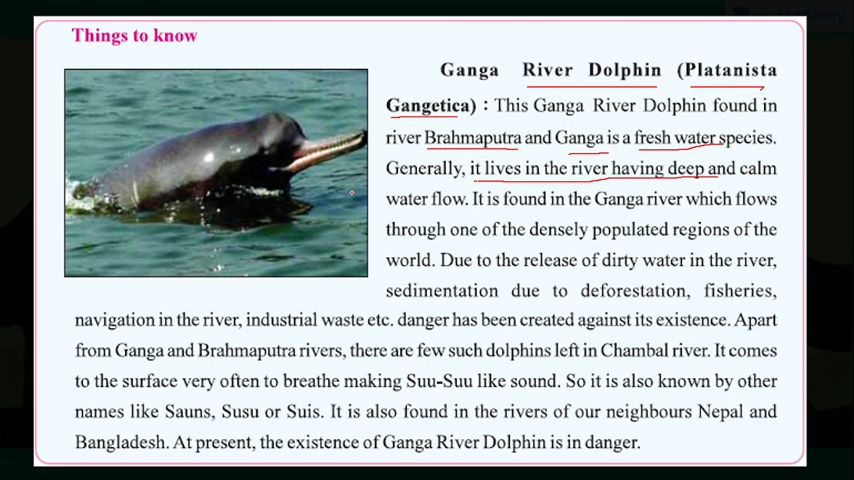 Things to know
Ganga River Dolphin (Platanista
Gangetica) : This Ganga River Dolphin found in
river Brahmaputra and Ganga is a fresh water species.
Generally, it lives in the river having deep and calm
water flow. It is found in the Ganga river which flows
through one of the densely populated regions of the
world. Due to the release of dirty water in the river,
sedimentation due to deforestation, fisheries,
navigation in the river, industrial waste etc. danger has been created against its existence. Apart
from Ganga and Brahmaputra rivers, there are few such dolphins left in Chambal river. It comes
to the surface very often to breathe making Suu-Suu like sound. So it is also known by other
names like Sauns, Susu or Suis. It is also found in the rivers of our neighbours Nepal and
Bangladesh. At present, the existence of Ganga River Dolphin is in danger.